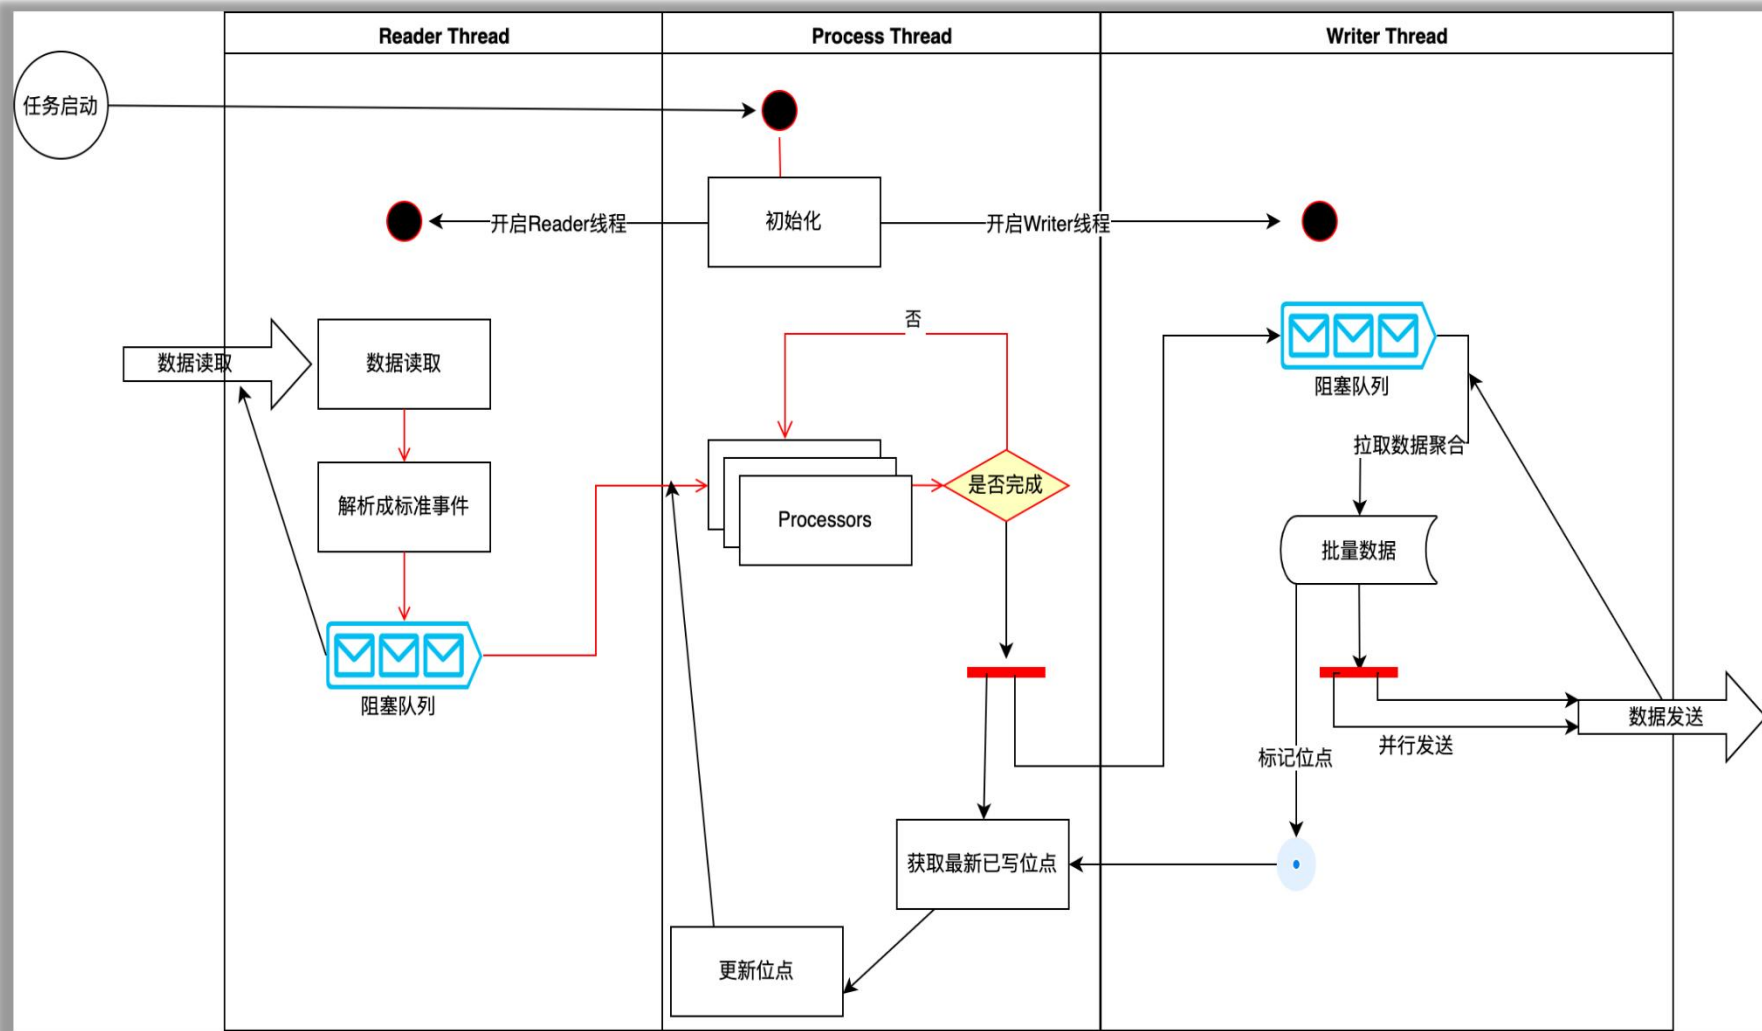 Reader Thread
Process Thread
Writer Thread
任务启动
初始化
开启Reader线程
开启Writer线程
否
数据读取
数据读取
阻塞队列
拉取数据聚合
解析成标准事件
是否完成
Processors
批量数据
阻塞队列
数据发送
并行发送
标记位点
获取最新已写位点
更新位点